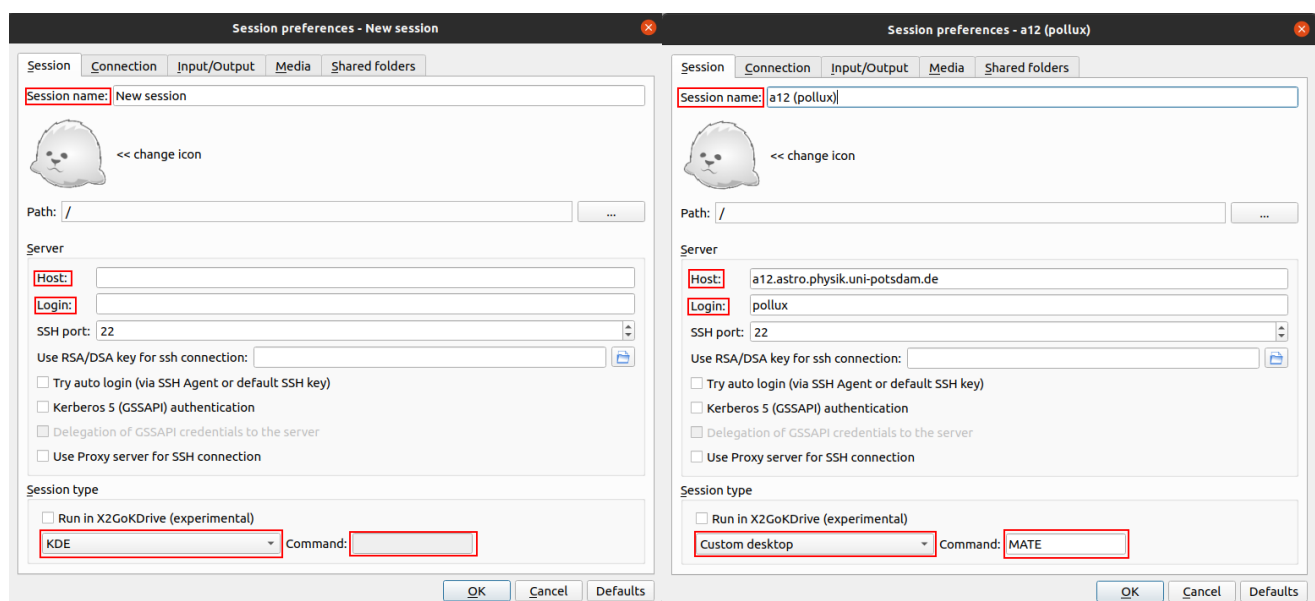 Session preferences - New session
Session Connection Input/Output Media Shared folders
Session name: New session
<< change icon
Path: / ...
Server
Host:
Login:
SSH port: 22
Use RSA/DSA key for ssh connection:
Try auto login (via SSH Agent or default SSH key)
Kerberos 5 (GSSAPI) authentication
Delegation of GSSAPI credentials to the server
Use Proxy server for SSH connection
Session type
Run in X2GoKDrive (experimental)
KDE Command:
OK Cancel Defaults
Session preferences - a12 (pollux)
Session Connection Input/Output Media Shared folders
Session name: a12 (pollux)
<< change icon
Path: / ...
Server
Host: a12.astro.physik.uni-potsdam.de
Login: pollux
SSH port: 22
Use RSA/DSA key for ssh connection:
Try auto login (via SSH Agent or default SSH key)
Kerberos 5 (GSSAPI) authentication
Delegation of GSSAPI credentials to the server
Use Proxy server for SSH connection
Session type
Run in X2GoKDrive (experimental)
Custom desktop Command: MATE
OK Cancel Defaults